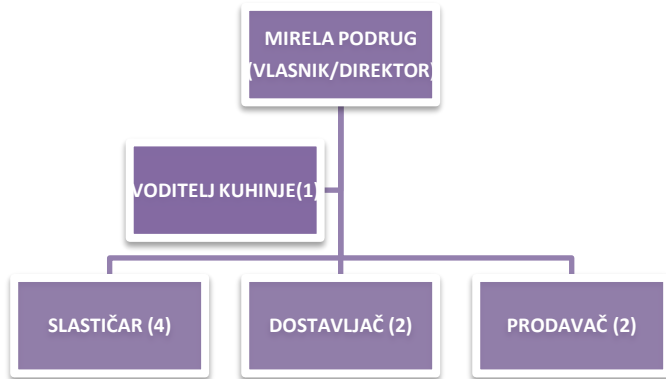 MIRELA PODRUG
(VLASNIK/DIREKTOR)
VODITELJ KUHINJE(1)
SLASTIČAR (4)
DOSTAVLJAČ (2)
PRODAVAČ (2)